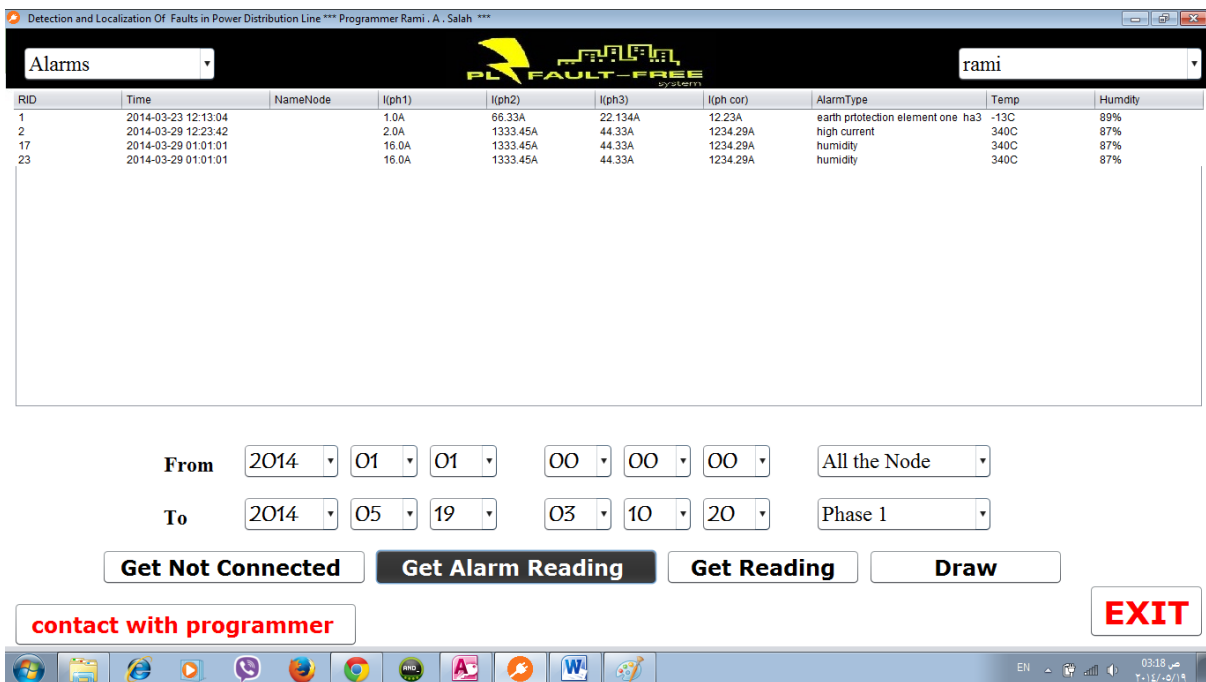 Detection and Localization Of Faults in Power Distribution Line *** Programmer Rami . A . Salah ***
Alarms
PL FAULT-FREE
system
rami
RID Time NameNode I(ph1) I(ph2) I(ph3) I(ph cor) AlarmType Temp Humdity
1 2014-03-23 12:13:04 1.0A 66.33A 22.134A 12.23A earth prtotection element one ha3 -13C 89%
2 2014-03-29 12:23:42 2.0A 1333.45A 44.33A 1234.29A high current 340C 87%
17 2014-03-29 01:01:01 16.0A 1333.45A 44.33A 1234.29A humidity 340C 87%
23 2014-03-29 01:01:01 16.0A 1333.45A 44.33A 1234.29A humidity 340C 87%
From 2014 01 01 00 00 00 All the Node
To 2014 05 19 03 10 20 Phase 1
Get Not Connected Get Alarm Reading Get Reading Draw
contact with programmer
EXIT
EN
03:18 ص
٢٠١٤/٠٥/١٩